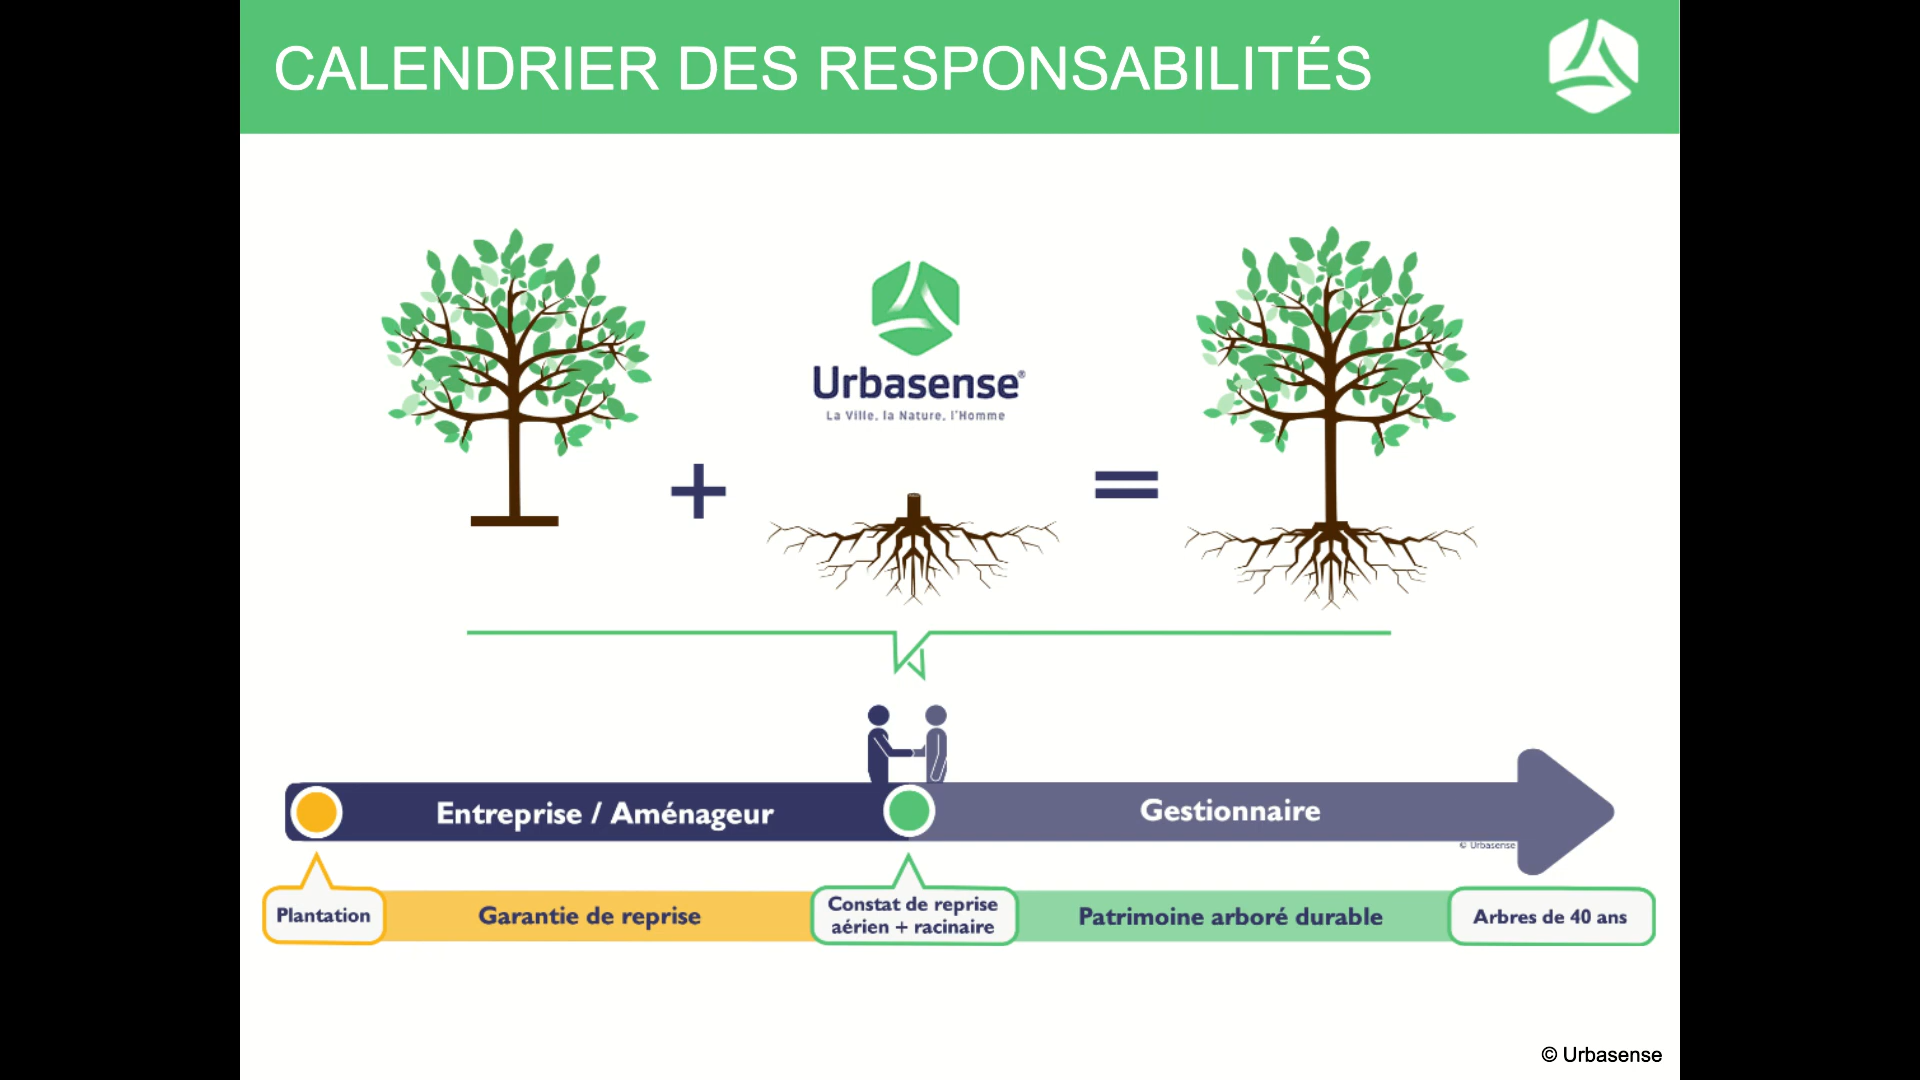 CALENDRIER DES RESPONSABILITÉS
Urbasense®
La Ville, la Nature, l'Homme
Entreprise / Aménageur
Gestionnaire
© Urbasense
Plantation
Garantie de reprise
Constat de reprise
aérien + racinaire
Patrimoine arboré durable
Arbres de 40 ans
© Urbasense